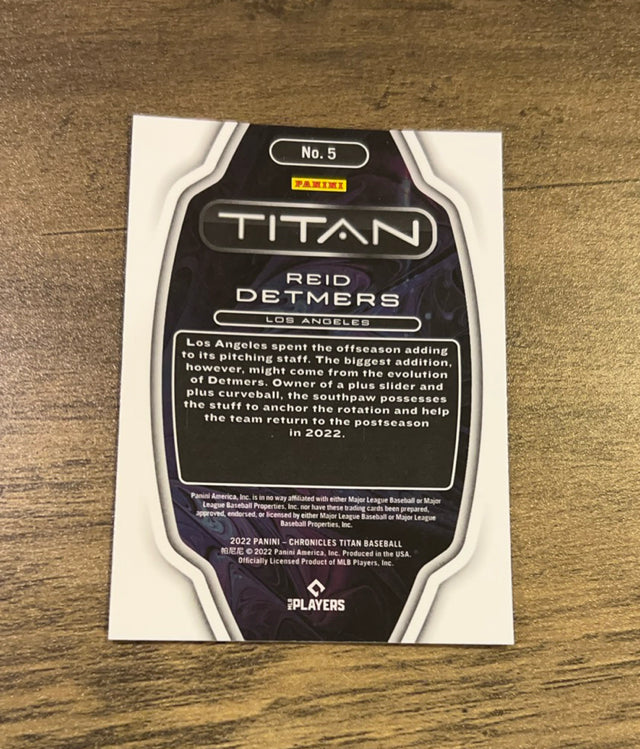 No. 5
PANINI
TITAN
REID
DETMERS
LOS ANGELES
Los Angeles spent the offseason adding
to its pitching staff. The biggest addition,
however, might come from the evolution
of Detmers. Owner of a plus slider and
plus curveball, the southpaw possesses
the stuff to anchor the rotation and help
the team return to the postseason
in 2022.
Panini America, Inc. is in no way affiliated with either Major League Baseball or Major
League Baseball Properties, Inc. nor have these trading cards been prepared,
approved, endorsed, or licensed by either Major League Baseball or Major League
Baseball Properties, Inc.
2022 PANINI – CHRONICLES TITAN BASEBALL
帕尼尼 © 2022 Panini America, Inc. Produced in the USA.
Officially Licensed Product of MLB Players, Inc.
MLB PLAYERS